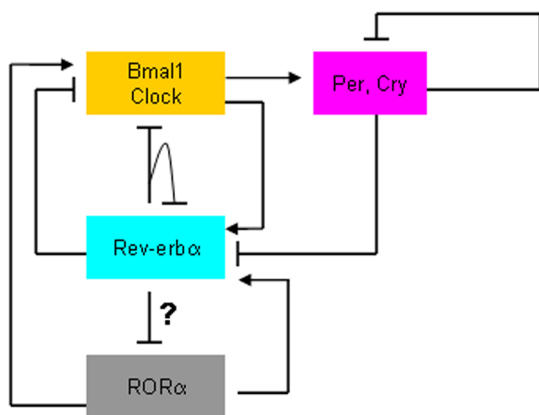 Bmal1
Clock
Per, Cry
Rev-erbα
?
RORα